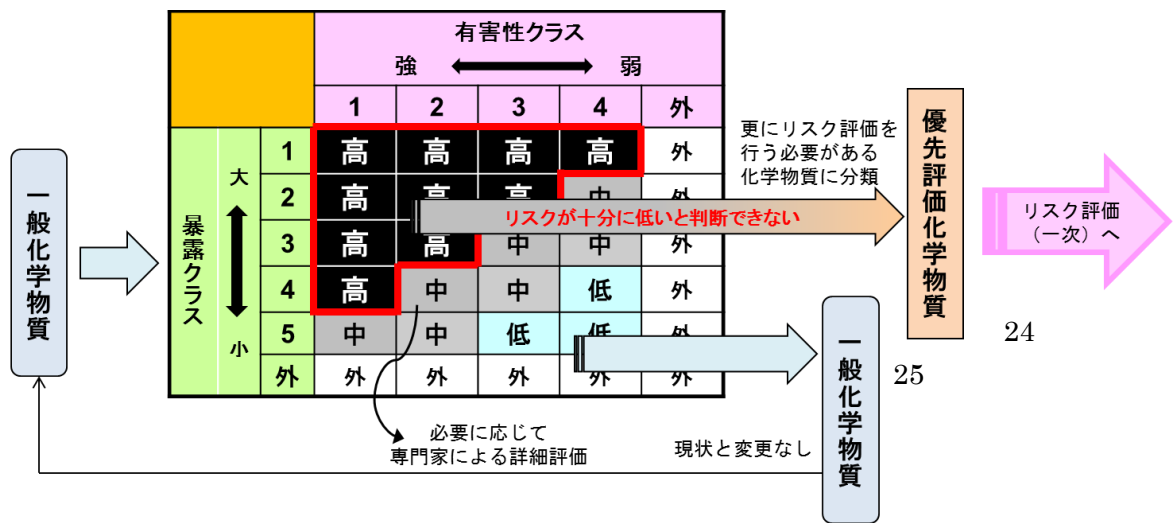 有害性クラス
強 弱
1 2 3 4 外
暴露クラス
大
小
1 高 高 高 高 外
2 高 高 高 中 外
3 高 高 中 中 外
4 高 中 中 低 外
5 中 中 低 低 外
外 外 外 外 外 外
一般化学物質
リスクが十分に低いと判断できない
更にリスク評価を
行う必要がある
化学物質に分類
優先評価化学物質
リスク評価
（一次）へ
24
一般化学物質
25
必要に応じて
専門家による詳細評価
現状と変更なし